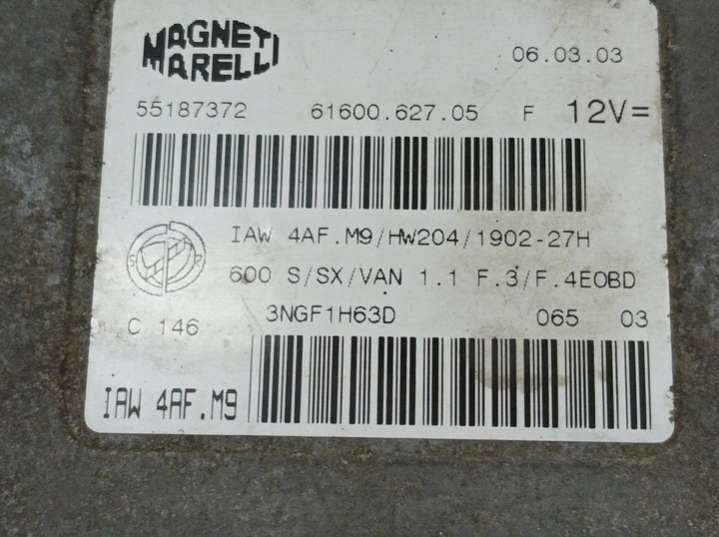 MAGNETI
MARELLI
06.03.03
55187372 61600.627.05 F 12V=
IAW 4AF.M9/HW204/1902-27H
600 S/SX/VAN 1.1 F.3/F.4EOBD
3NGF1H63D 065 03
C 146
IAW 4AF.M9